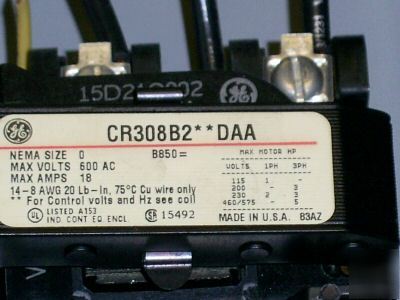 15D21G002
GE
CR308B2**DAA
NEMA SIZE 0 B850=
MAX VOLTS 600 AC
MAX AMPS 18
14-8 AWG 20 Lb-In, 75°C Cu wire only
** For Control volts and Hz see coil
UL LISTED A153
IND CONT EQ ENCL.
SA 15492
MAX MOTOR HP
VOLTS 1PH 3PH
115 1 -
200 - 3
230 2 3
460/575 - 5
MADE IN U.S.A. 83AZ